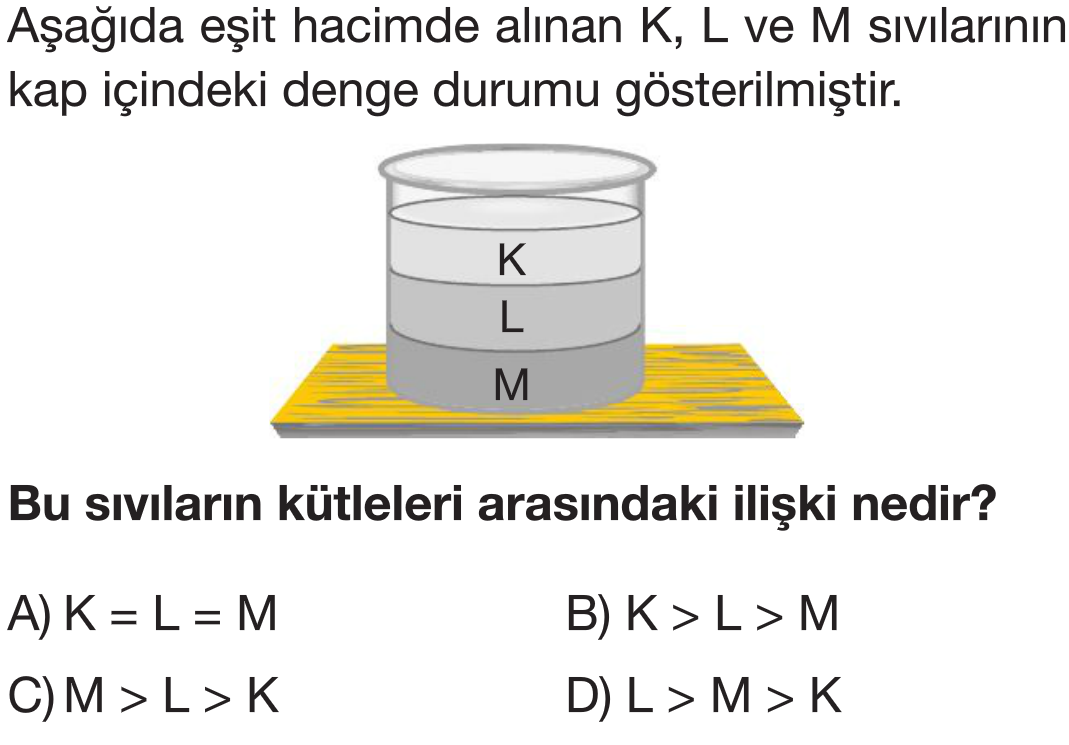 Aşağıda eşit hacimde alınan K, L ve M sıvılarının
kap içindeki denge durumu gösterilmiştir.
K
L
M
Bu sıvıların kütleleri arasındaki ilişki nedir?
A) K = L = M
B) K > L > M
C) M > L > K
D) L > M > K